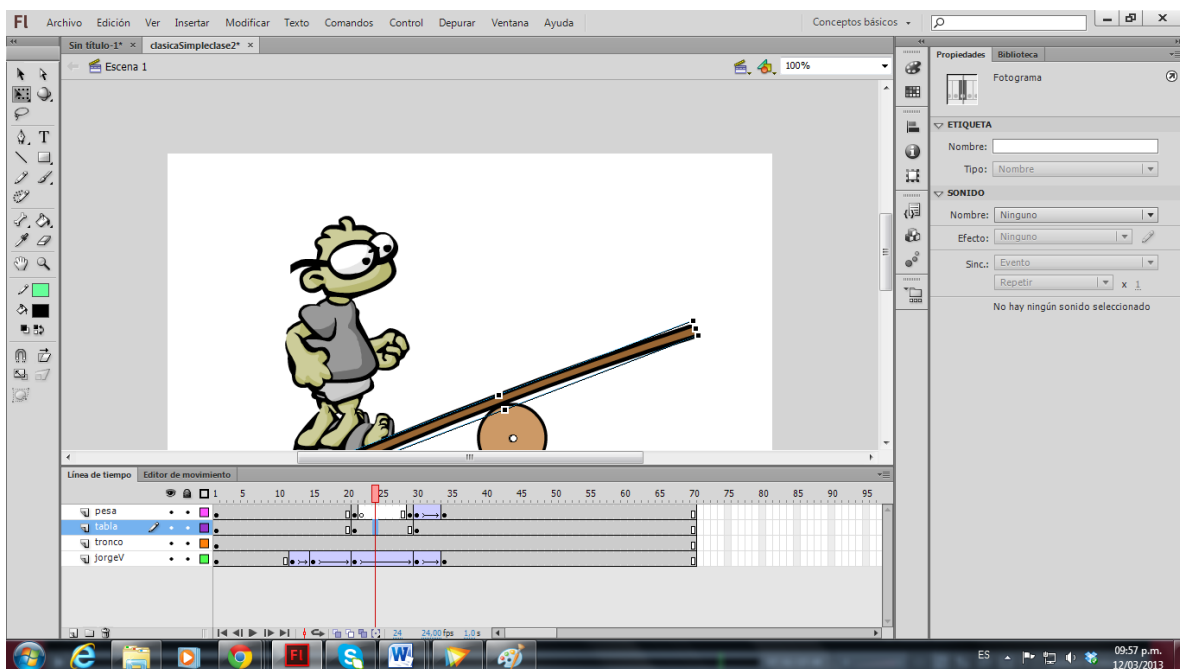 Fl Archivo Edición Ver Insertar Modificar Texto Comandos Control Depurar Ventana Ayuda Conceptos básicos
Sin título-1* × clasicaSimpleclase2* ×
Escena 1 100%
Propiedades Biblioteca
Fotograma
ETIQUETA
Nombre:
Tipo: Nombre
SONIDO
Nombre: Ninguno
Efecto: Ninguno
Sinc.: Evento
Repetir x 1
No hay ningún sonido seleccionado
T
Línea de tiempo Editor de movimiento
1 5 10 15 20 25 30 35 40 45 50 55 60 65 70 75 80 85 90 95
pesa
tabla
tronco
jorgeV
24 24,00 fps 1,0 s
Fl S W
ES 09:57 p.m.
12/03/2013